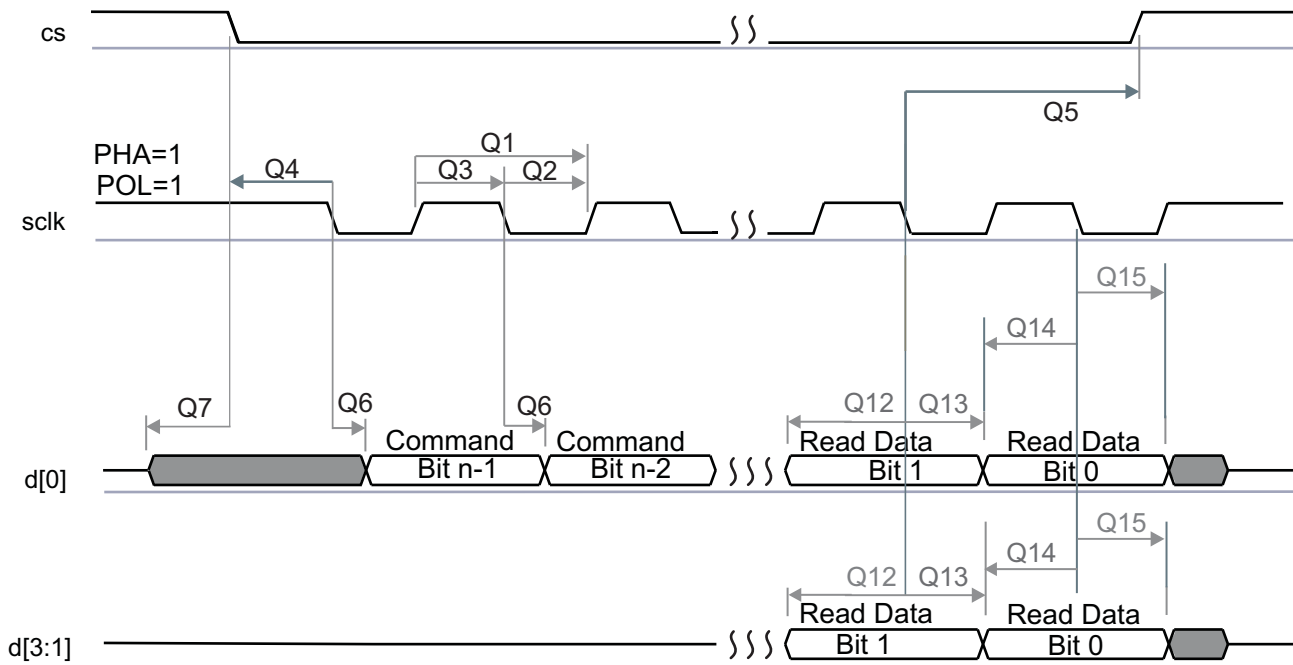 cs
Q5
PHA=1
POL=1
Q1
Q4
Q3
Q2
sclk
Q15
Q14
Q7
Q6
Q6
Q12
Q13
Command
Command
Read Data
Read Data
d[0]
Bit n-1
Bit n-2
Bit 1
Bit 0
Q15
Q14
Q12
Q13
Read Data
Read Data
d[3:1]
Bit 1
Bit 0